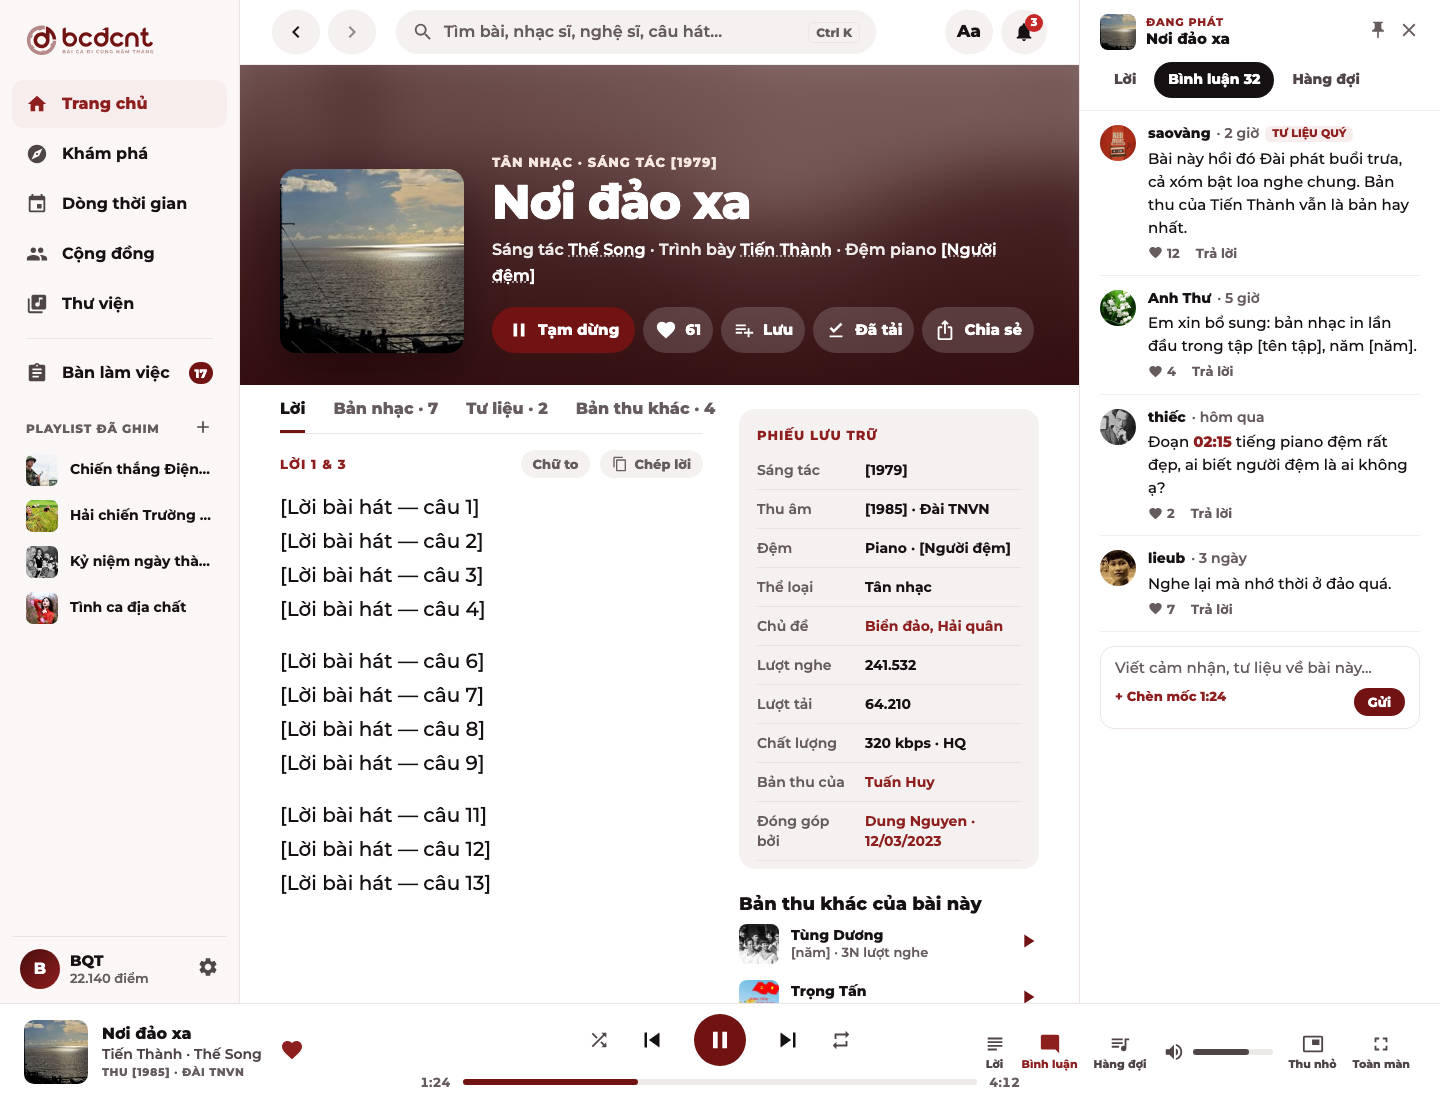 bcdcnt
BÀI CA ĐI CÙNG NĂM THÁNG
Trang chủ
Khám phá
Dòng thời gian
Cộng đồng
Thư viện
Bàn làm việc
17
PLAYLIST ĐÃ GHIM
Chiến thắng Điện...
Hải chiến Trường ...
Kỷ niệm ngày thà...
Tình ca địa chất
B
BQT
22.140 điểm
Tìm bài, nhạc sĩ, nghệ sĩ, câu hát...
Ctrl K
Aa
3
TÂN NHẠC · SÁNG TÁC [1979]
Nơi đảo xa
Sáng tác Thế Song · Trình bày Tiến Thành · Đệm piano [Người
đệm]
Tạm dừng
61
Lưu
Đã tải
Chia sẻ
Lời
Bản nhạc · 7
Tư liệu · 2
Bản thu khác · 4
LỜI 1 & 3
Chữ to
Chép lời
[Lời bài hát — câu 1]
[Lời bài hát — câu 2]
[Lời bài hát — câu 3]
[Lời bài hát — câu 4]
[Lời bài hát — câu 6]
[Lời bài hát — câu 7]
[Lời bài hát — câu 8]
[Lời bài hát — câu 9]
[Lời bài hát — câu 11]
[Lời bài hát — câu 12]
[Lời bài hát — câu 13]
PHIẾU LƯU TRỮ
Sáng tác [1979]
Thu âm [1985] · Đài TNVN
Đệm Piano · [Người đệm]
Thể loại Tân nhạc
Chủ đề Biển đảo, Hải quân
Lượt nghe 241.532
Lượt tải 64.210
Chất lượng 320 kbps · HQ
Bản thu của Tuấn Huy
Đóng góp Dung Nguyen ·
bởi 12/03/2023
Bản thu khác của bài này
Tùng Dương
[năm] · 3N lượt nghe
Trọng Tấn
ĐANG PHÁT
Nơi đảo xa
Lời
Bình luận 32
Hàng đợi
saovàng · 2 giờ TƯ LIỆU QUÝ
Bài này hồi đó Đài phát buổi trưa,
cả xóm bật loa nghe chung. Bản
thu của Tiến Thành vẫn là bản hay
nhất.
12 Trả lời
Anh Thư · 5 giờ
Em xin bổ sung: bản nhạc in lần
đầu trong tập [tên tập], năm [năm].
4 Trả lời
thiếc · hôm qua
Đoạn 02:15 tiếng piano đệm rất
đẹp, ai biết người đệm là ai không
ạ?
2 Trả lời
lieub · 3 ngày
Nghe lại mà nhớ thời ở đảo quá.
7 Trả lời
Viết cảm nhận, tư liệu về bài này...
+ Chèn mốc 1:24
Gửi
Nơi đảo xa
Tiến Thành · Thế Song
THU [1985] · ĐÀI TNVN
1:24
4:12
Lời
Bình luận
Hàng đợi
Thu nhỏ
Toàn màn